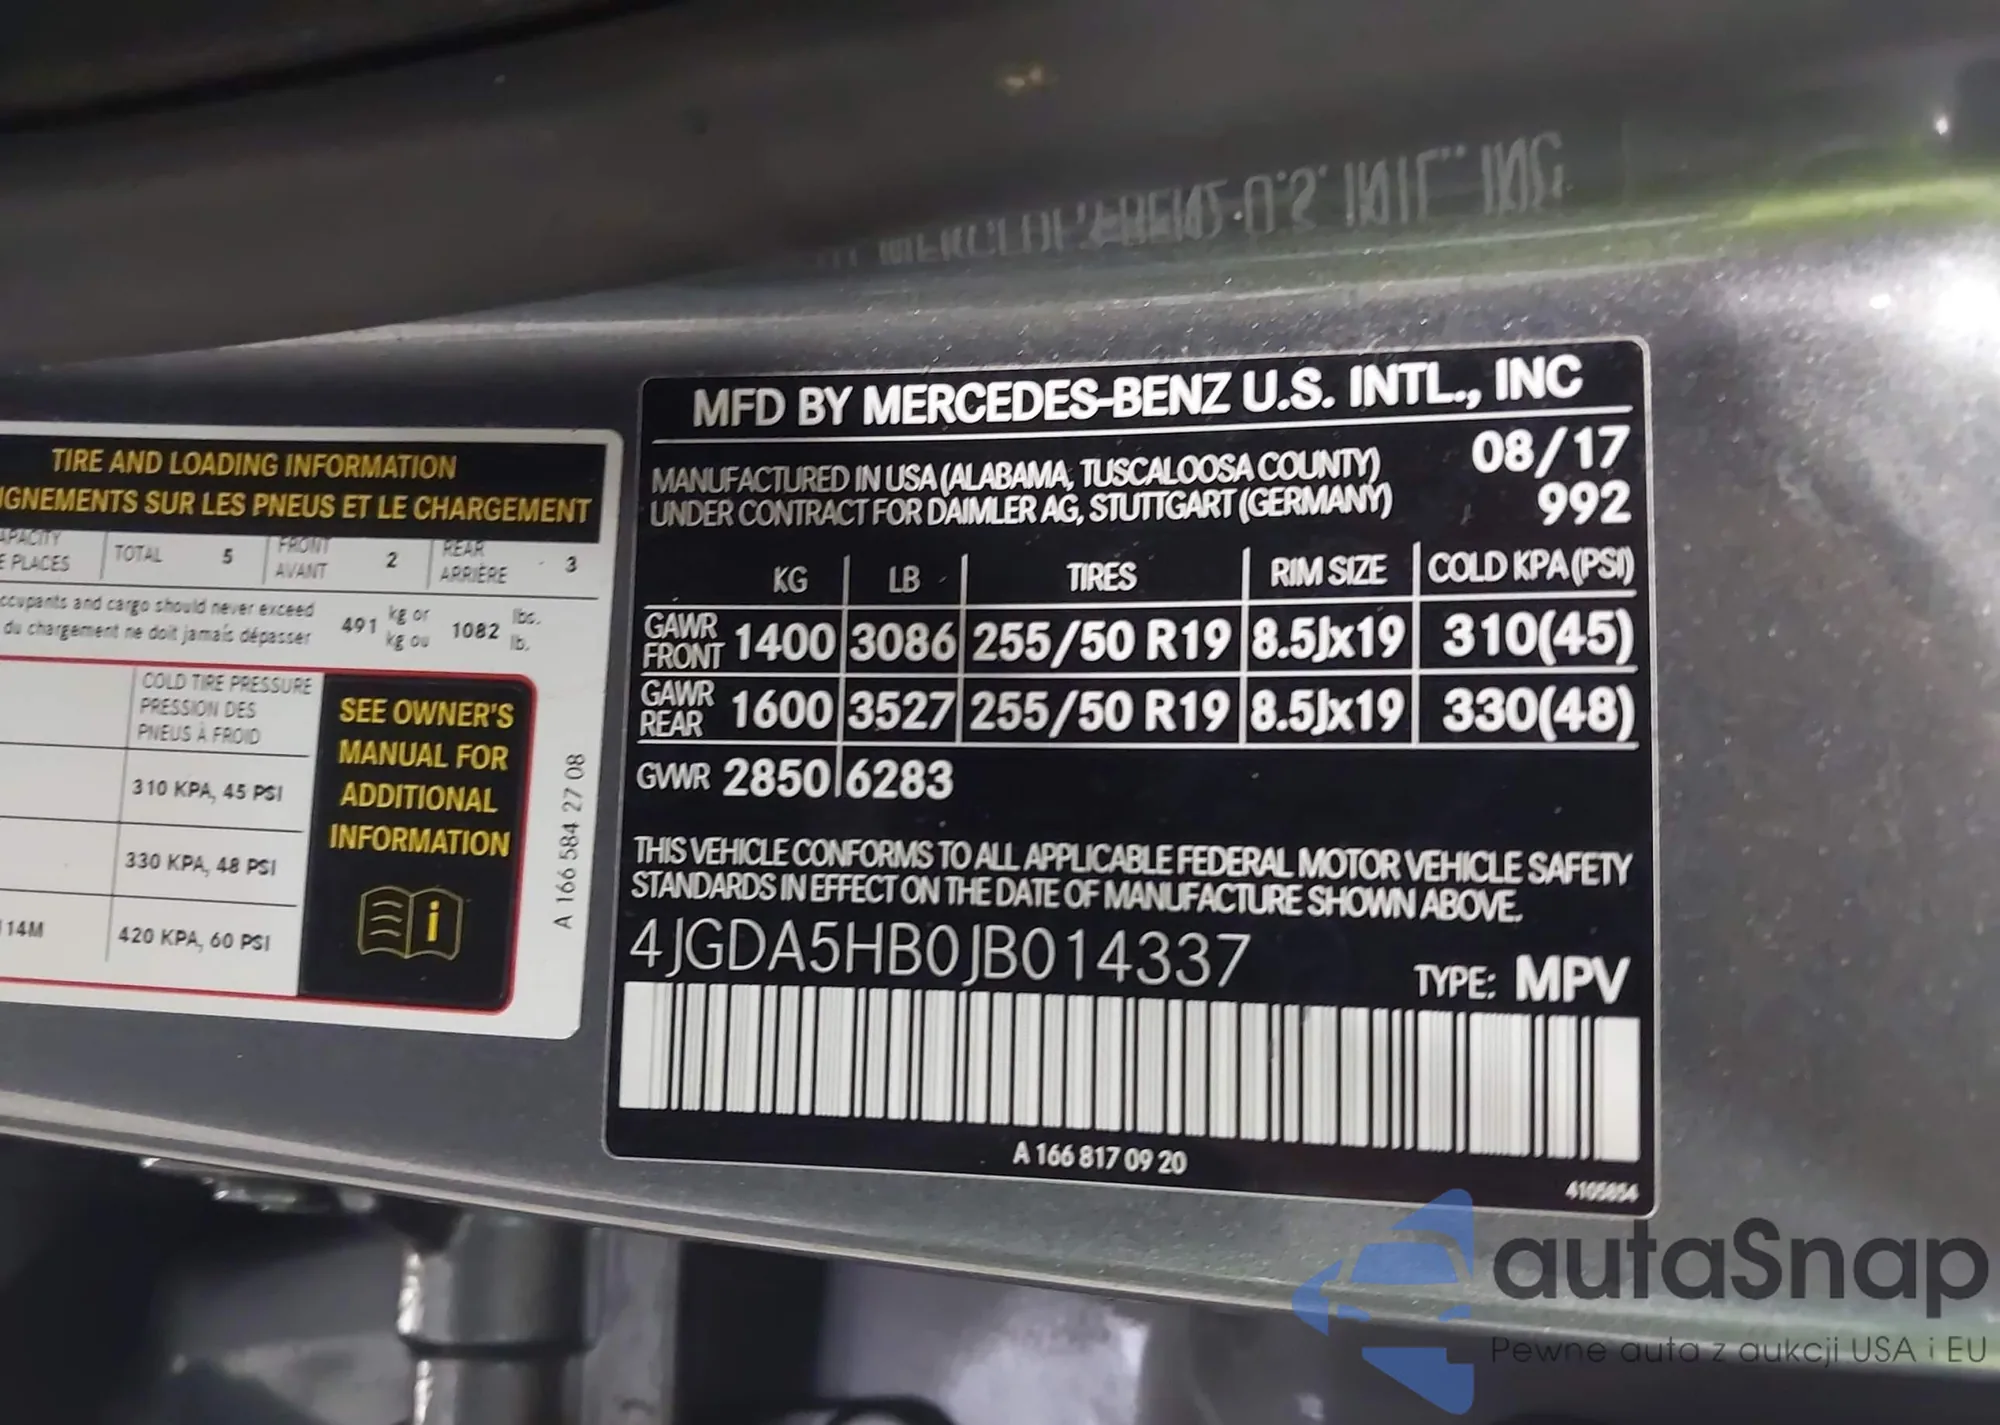 TIRE AND LOADING INFORMATION
IGNEMENTS SUR LES PNEUS ET LE CHARGEMENT
APACITY
E PLACES
TOTAL 5
FRONT
AVANT
2
REAR
ARRIÈRE
3
ccupants and cargo should never exceed
du chargement ne doit jamais dépasser
491
kg or
kg ou
1082
lbs.
lb.
COLD TIRE PRESSURE
PRESSION DES
PNEUS À FROID
310 KPA, 45 PSI
330 KPA, 48 PSI
14M
420 KPA, 60 PSI
SEE OWNER'S
MANUAL FOR
ADDITIONAL
INFORMATION
A 166 584 27 08
MFD BY MERCEDES-BENZ U.S. INTL., INC
MANUFACTURED IN USA (ALABAMA, TUSCALOOSA COUNTY) 08/17
UNDER CONTRACT FOR DAIMLER AG, STUTTGART (GERMANY) 992
KG LB TIRES RIM SIZE COLD KPA (PSI)
GAWR
FRONT
1400 3086 255/50 R19 8.5Jx19 310(45)
GAWR
REAR
1600 3527 255/50 R19 8.5Jx19 330(48)
GVWR 2850 6283
THIS VEHICLE CONFORMS TO ALL APPLICABLE FEDERAL MOTOR VEHICLE SAFETY
STANDARDS IN EFFECT ON THE DATE OF MANUFACTURE SHOWN ABOVE.
4JGDA5HB0JB014337 TYPE: MPV
A 166 817 09 20
4105854
autaSnap
Pewne auta z aukcji USA i EU